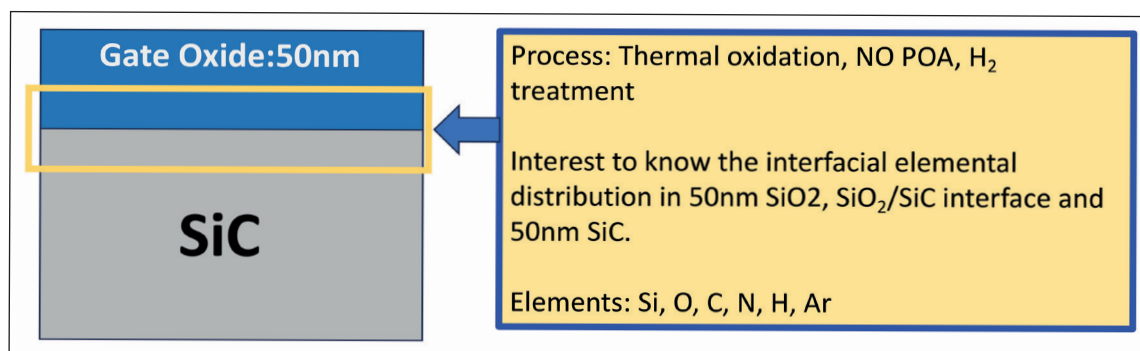 Gate Oxide:50nm
SiC
Process: Thermal oxidation, NO POA, H₂
treatment
Interest to know the interfacial elemental
distribution in 50nm SiO2, SiO₂/SiC interface and
50nm SiC.
Elements: Si, O, C, N, H, Ar